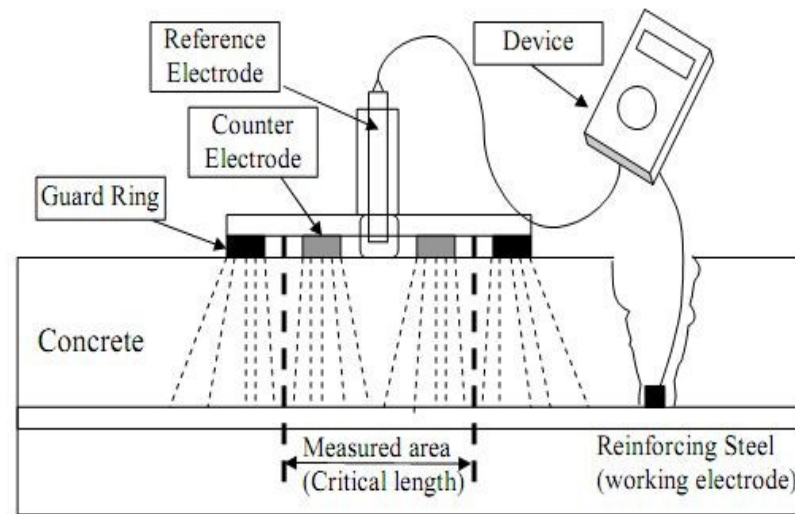 Reference
Electrode
Device
Counter
Electrode
Guard Ring
Concrete
Measured area
(Critical length)
Reinforcing Steel
(working electrode)